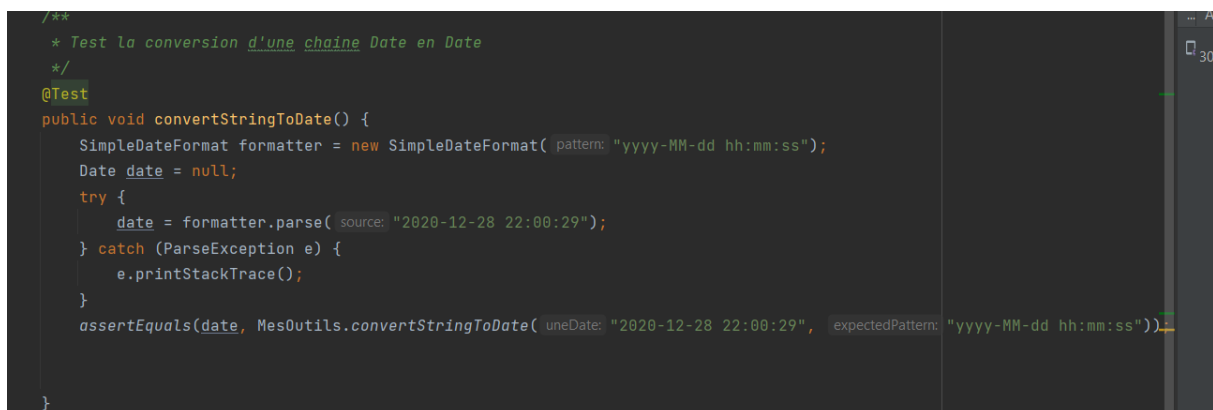 /**
 * Test la conversion d'une chaine Date en Date
 */
@Test
public void convertStringToDate() {
    SimpleDateFormat formatter = new SimpleDateFormat( pattern: "yyyy-MM-dd hh:mm:ss");
    Date date = null;
    try {
        date = formatter.parse( source: "2020-12-28 22:00:29");
    } catch (ParseException e) {
        e.printStackTrace();
    }
    assertEquals(date, MesOutils.convertStringToDate( uneDate: "2020-12-28 22:00:29", expectedPattern: "yyyy-MM-dd hh:mm:ss"));
}
... A
30